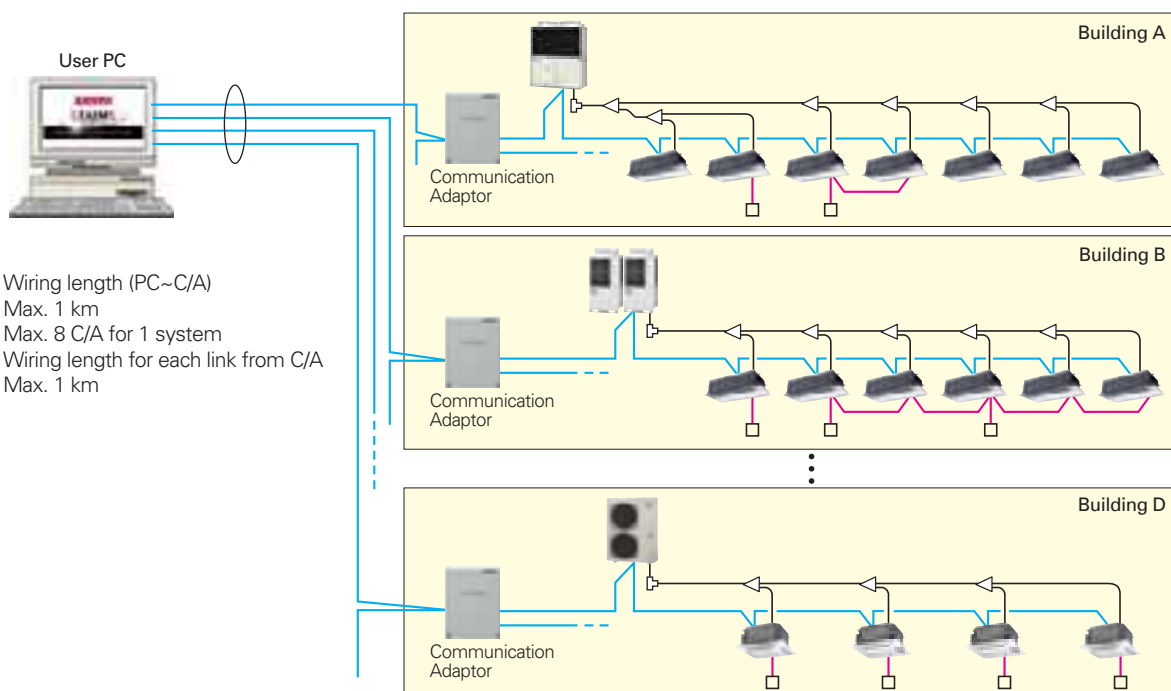 User PC
Wiring length (PC~C/A)
Max. 1 km
Max. 8 C/A for 1 system
Wiring length for each link from C/A
Max. 1 km
Building A
Communication
Adaptor
Building B
Communication
Adaptor
Building D
Communication
Adaptor